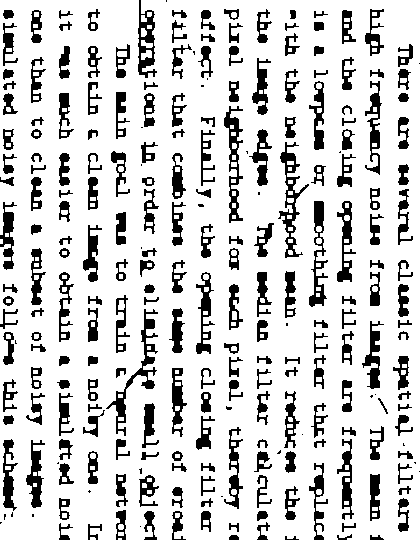 There are several classic spatial filters
high frequency noise from images. The mean f
and the closing opening filter are frequently
is a lowpass or smoothing filter that replace
with the neighborhood mean. It reduces the i
the image edges. The median filter calculate
pixel neighborhood for each pixel, thereby re
effect. Finally, the opening closing filter
filter that combines the same number of erosi
operations in order to eliminate small object
The main goal was to train a neural networ
to obtain a clean image from a noisy one. In
it was much easier to obtain a simulated noi
one than to clean a subset of noisy images.
simulated noisy images follows this scheme: